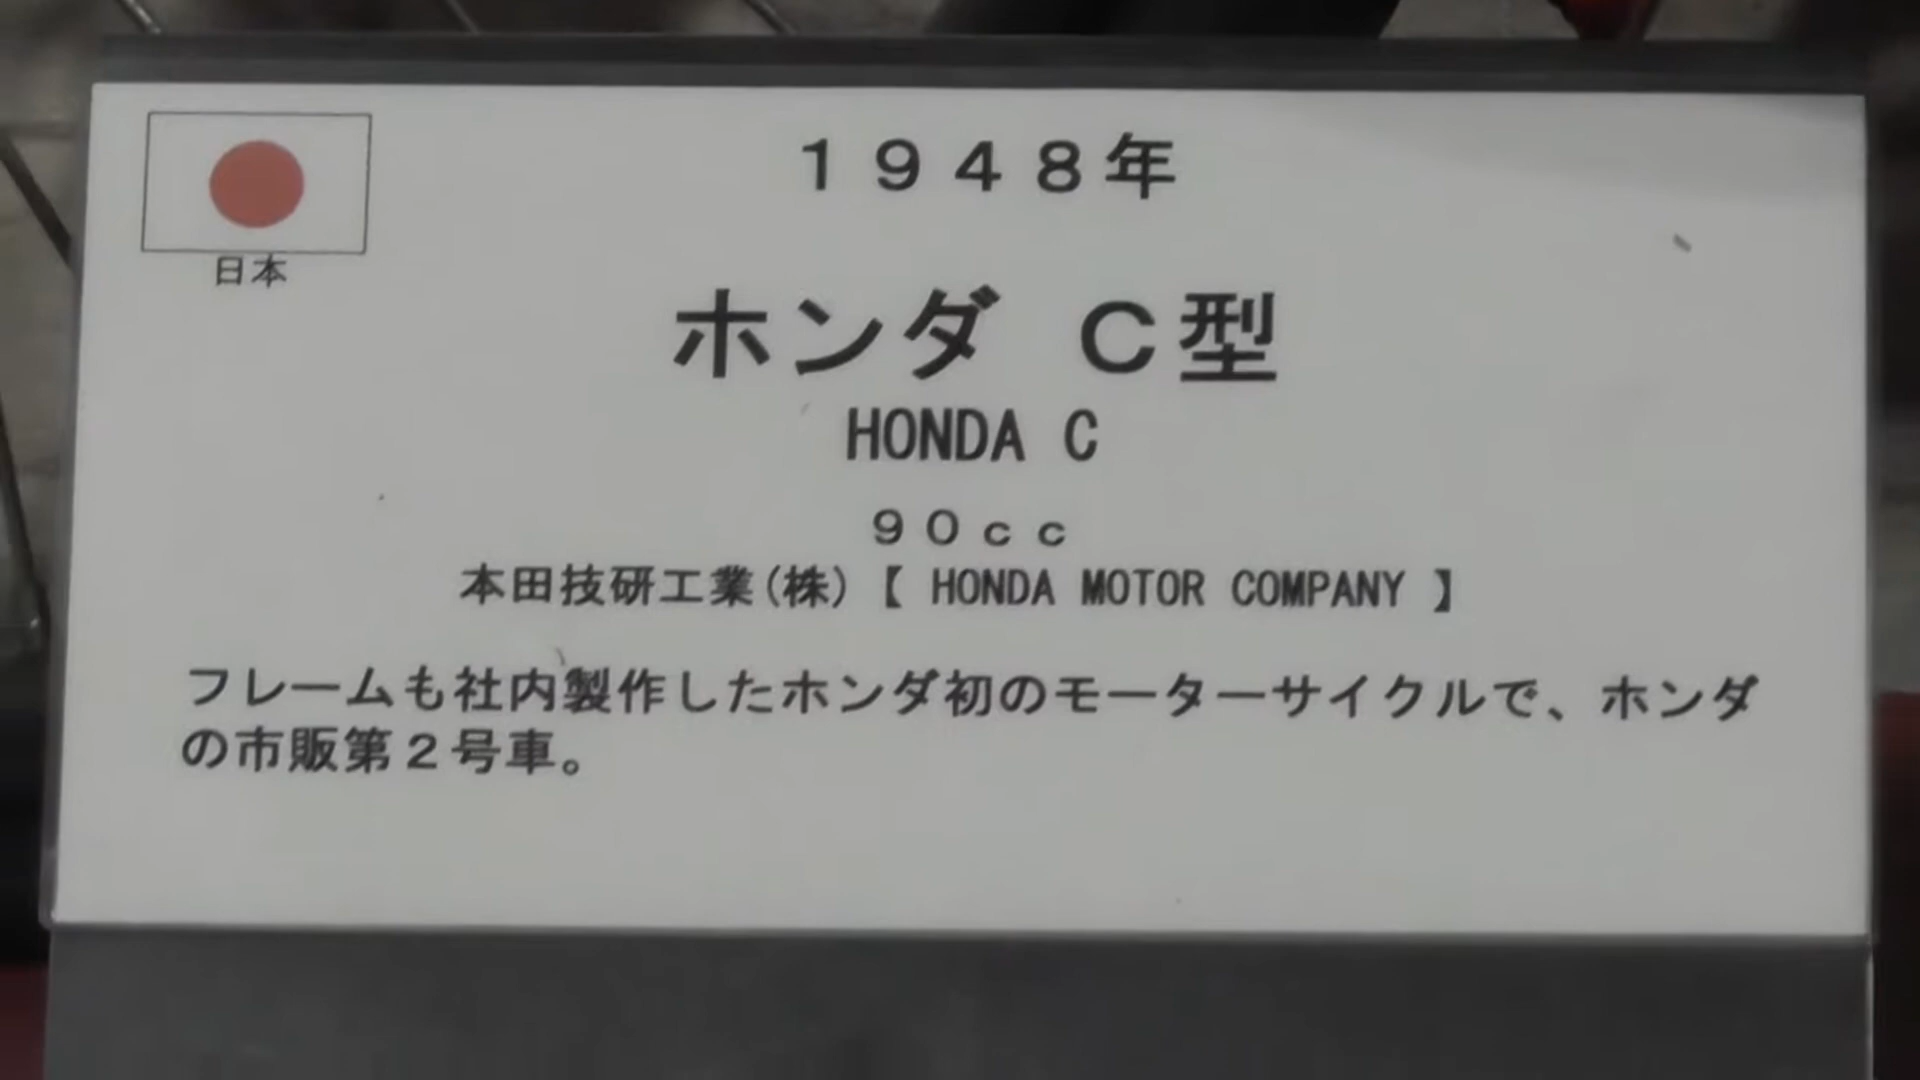 日本
１９４８年
ホンダ Ｃ型
HONDA C
９０ｃｃ
本田技研工業(株)【 HONDA MOTOR COMPANY 】
フレームも社内製作したホンダ初のモーターサイクルで、ホンダ
の市販第２号車。